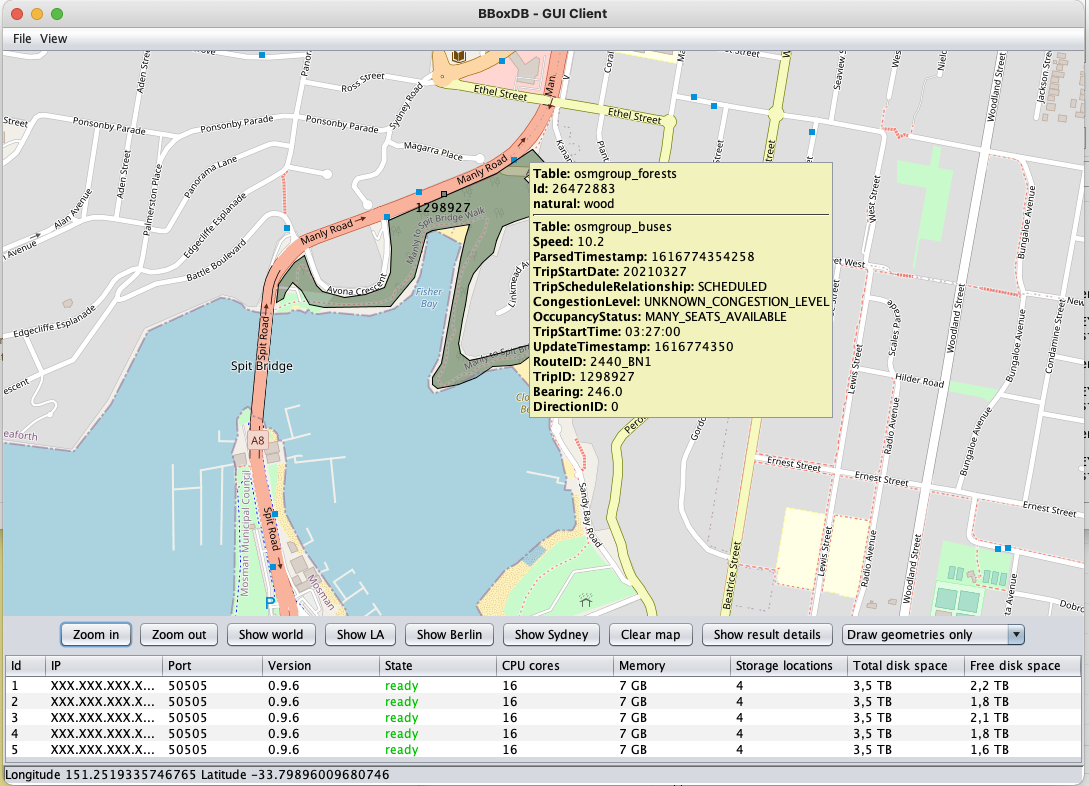 BBoxDB - GUI Client
File View
Aden Street
Ross Street
Sydney Road
Ethel Street
Ethel Street
Woodland Street
Ponsonby Parade
Ponsonby Parade
Ponsonby Parade
Street
Magarra Place
Panorama Lane
Palmerston Place
Alan Avenue
Edgecliffe Esplanade
Battle Boulevard
Manly Road
Manly Road
1298927
Manly to Spit Bridge Walk
Avona Crescent
Fisher
Bay
Spit Road
Spit Bridge
Edgecliffe Esplanade
Table: osmgroup_forests
Id: 26472883
natural: wood
Table: osmgroup_buses
Speed: 10.2
ParsedTimestamp: 1616774354258
TripStartDate: 20210327
TripScheduleRelationship: SCHEDULED
CongestionLevel: UNKNOWN_CONGESTION_LEVEL
OccupancyStatus: MANY_SEATS_AVAILABLE
TripStartTime: 03:27:00
UpdateTimestamp: 1616774350
RouteID: 2440_BN1
TripID: 1298927
Bearing: 246.0
DirectionID: 0
West Street
Bungaloe Avenue
Woodland Street
Scales Parade
Hilder Road
Lewis Street
Radio Avenue
Bungaloe Avenue
Condamine Street
Bungaloe Avenue
A8
Spit Road
Mosman Municipal Council
Mosman
P
Sandy Bay Road
Beatrice Street
Ernest Street
Ernest Street
Ernest Street
Lewis Street
Radio Avenue
Woodland Street
Zoom in Zoom out Show world Show LA Show Berlin Show Sydney Clear map Show result details Draw geometries only
Id IP Port Version State CPU cores Memory Storage locations Total disk space Free disk space
1 XXX.XXX.XXX.X... 50505 0.9.6 ready 16 7 GB 4 3,5 TB 2,2 TB
2 XXX.XXX.XXX.X... 50505 0.9.6 ready 16 7 GB 4 3,5 TB 1,8 TB
3 XXX.XXX.XXX.X... 50505 0.9.6 ready 16 7 GB 4 3,5 TB 2,1 TB
4 XXX.XXX.XXX.X... 50505 0.9.6 ready 16 7 GB 4 3,5 TB 1,8 TB
5 XXX.XXX.XXX.X... 50505 0.9.6 ready 16 7 GB 4 3,5 TB 1,6 TB
Longitude 151.2519335746765 Latitude -33.79896009680746